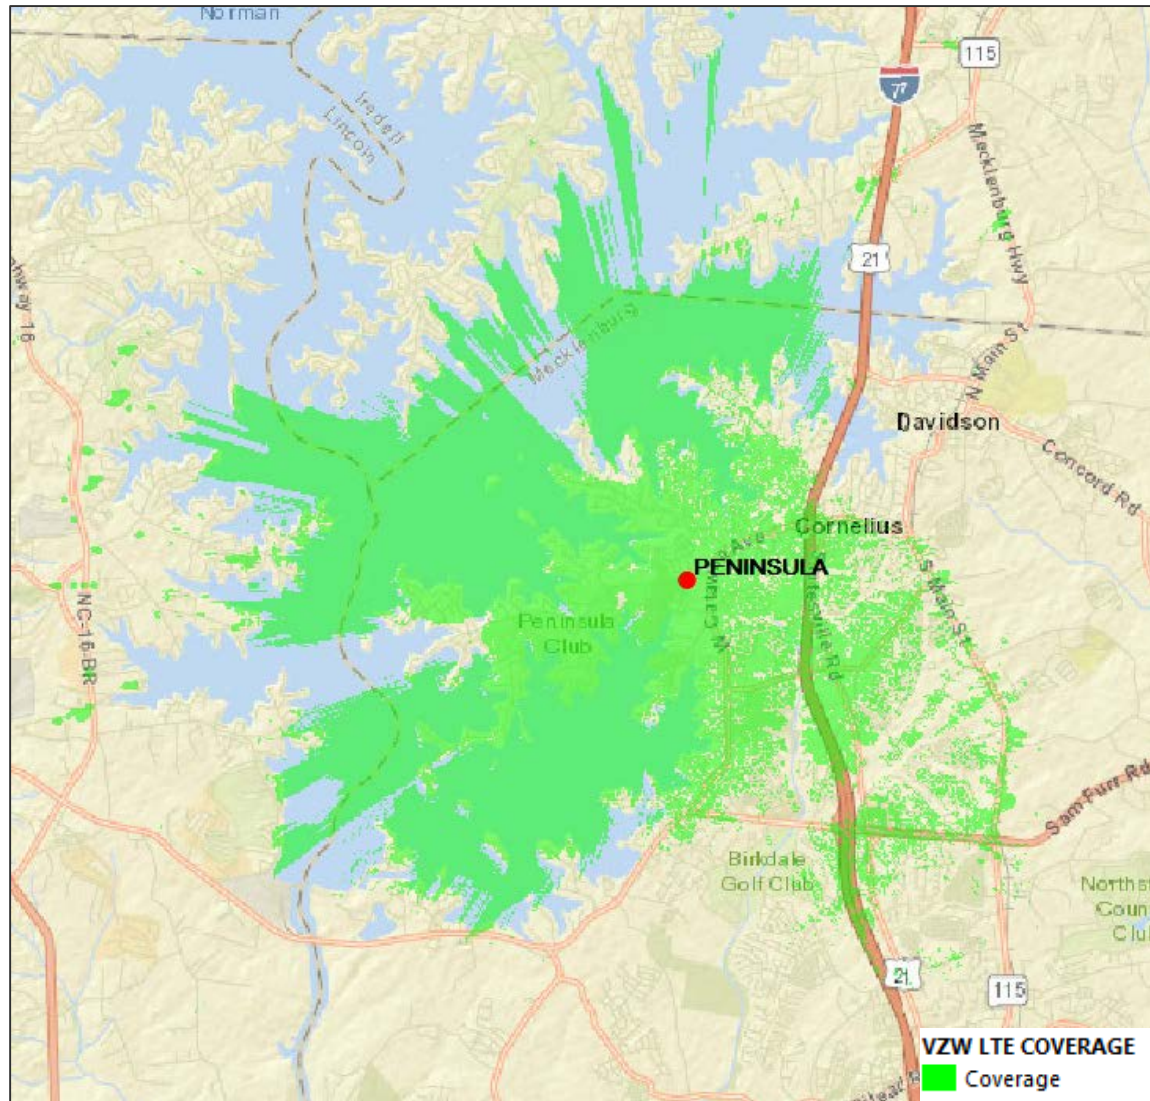 Norman
115
77
Iredell
Lincoln
Mecklenburg Hwy
21
Mecklenburg
N Main St
Davidson
Concord Rd
Cornelius
Ave
PENINSULA
S Main St
Peninsula
Club
NC-16-BR
Sam Furr Rd
Birkdale
Golf Club
21
115
VZW LTE COVERAGE
Coverage